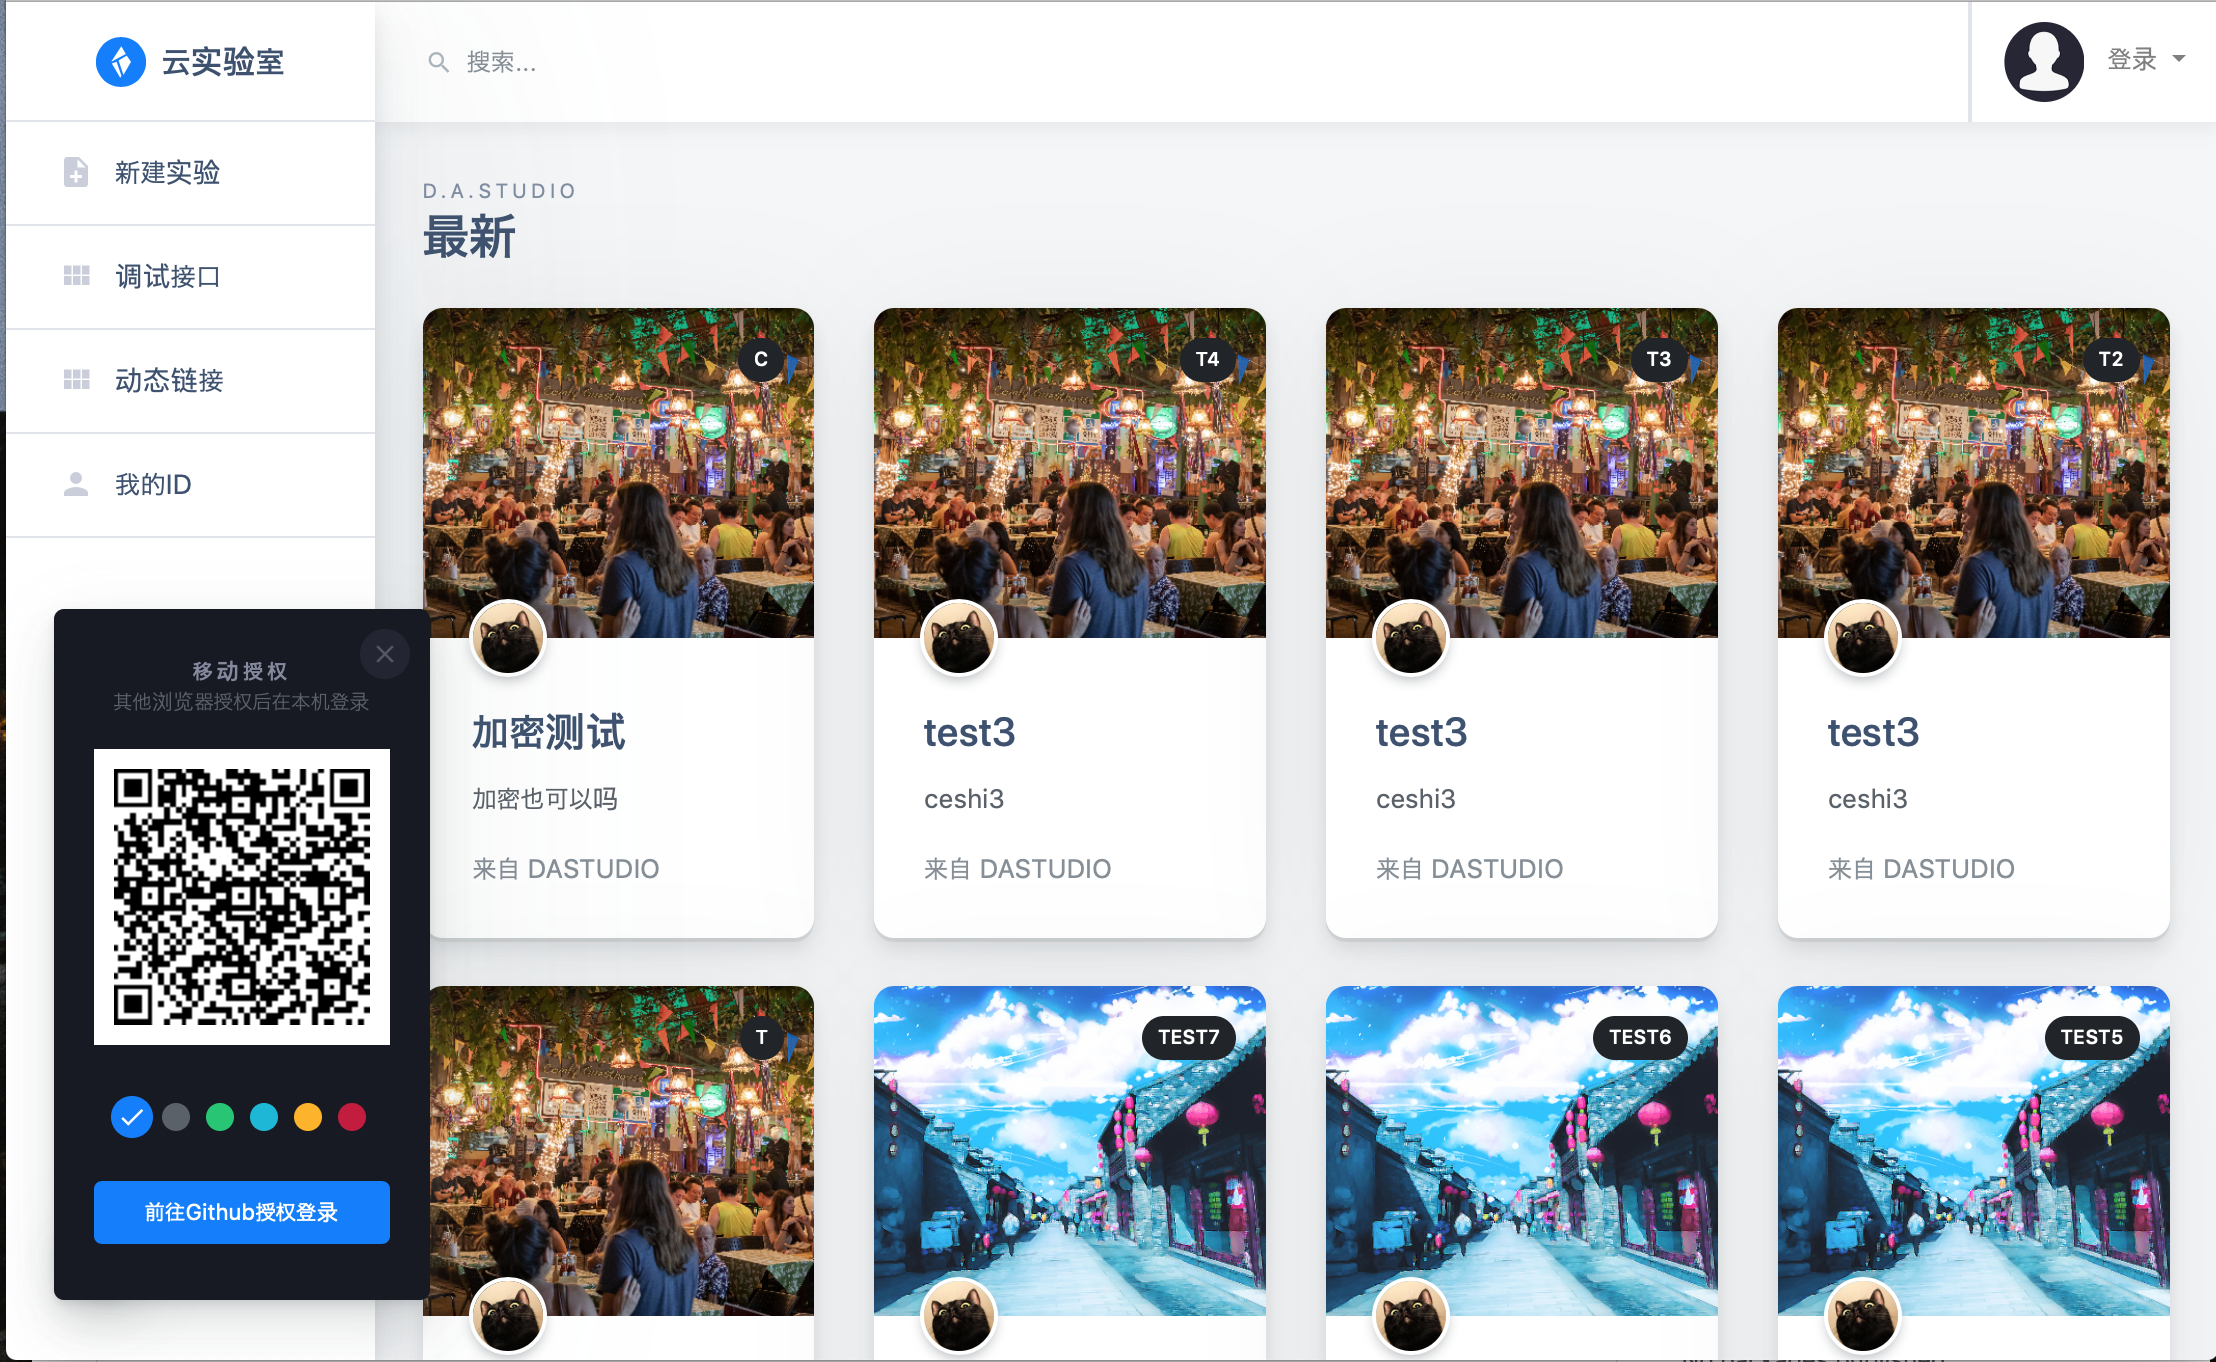 云实验室
搜索...
登录
新建实验
调试接口
动态链接
我的ID
D.A.STUDIO
最新
C
加密测试
加密也可以吗
来自 DASTUDIO
T4
test3
ceshi3
来自 DASTUDIO
T3
test3
ceshi3
来自 DASTUDIO
T2
test3
ceshi3
来自 DASTUDIO
T
TEST7
TEST6
TEST5
移动授权
其他浏览器授权后在本机登录
前往Github授权登录